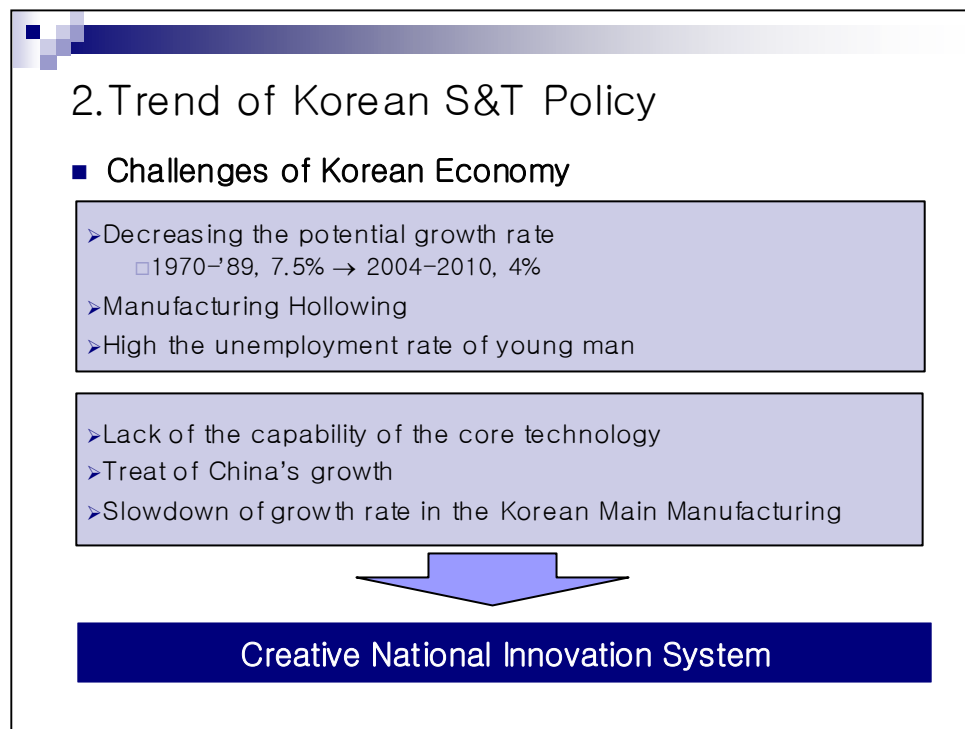 2.Trend of Korean S&T Policy
■ Challenges of Korean Economy
➢Decreasing the potential growth rate
□1970-'89, 7.5% → 2004-2010, 4%
➢Manufacturing Hollowing
➢High the unemployment rate of young man
➢Lack of the capability of the core technology
➢Treat of China's growth
➢Slowdown of growth rate in the Korean Main Manufacturing
Creative National Innovation System